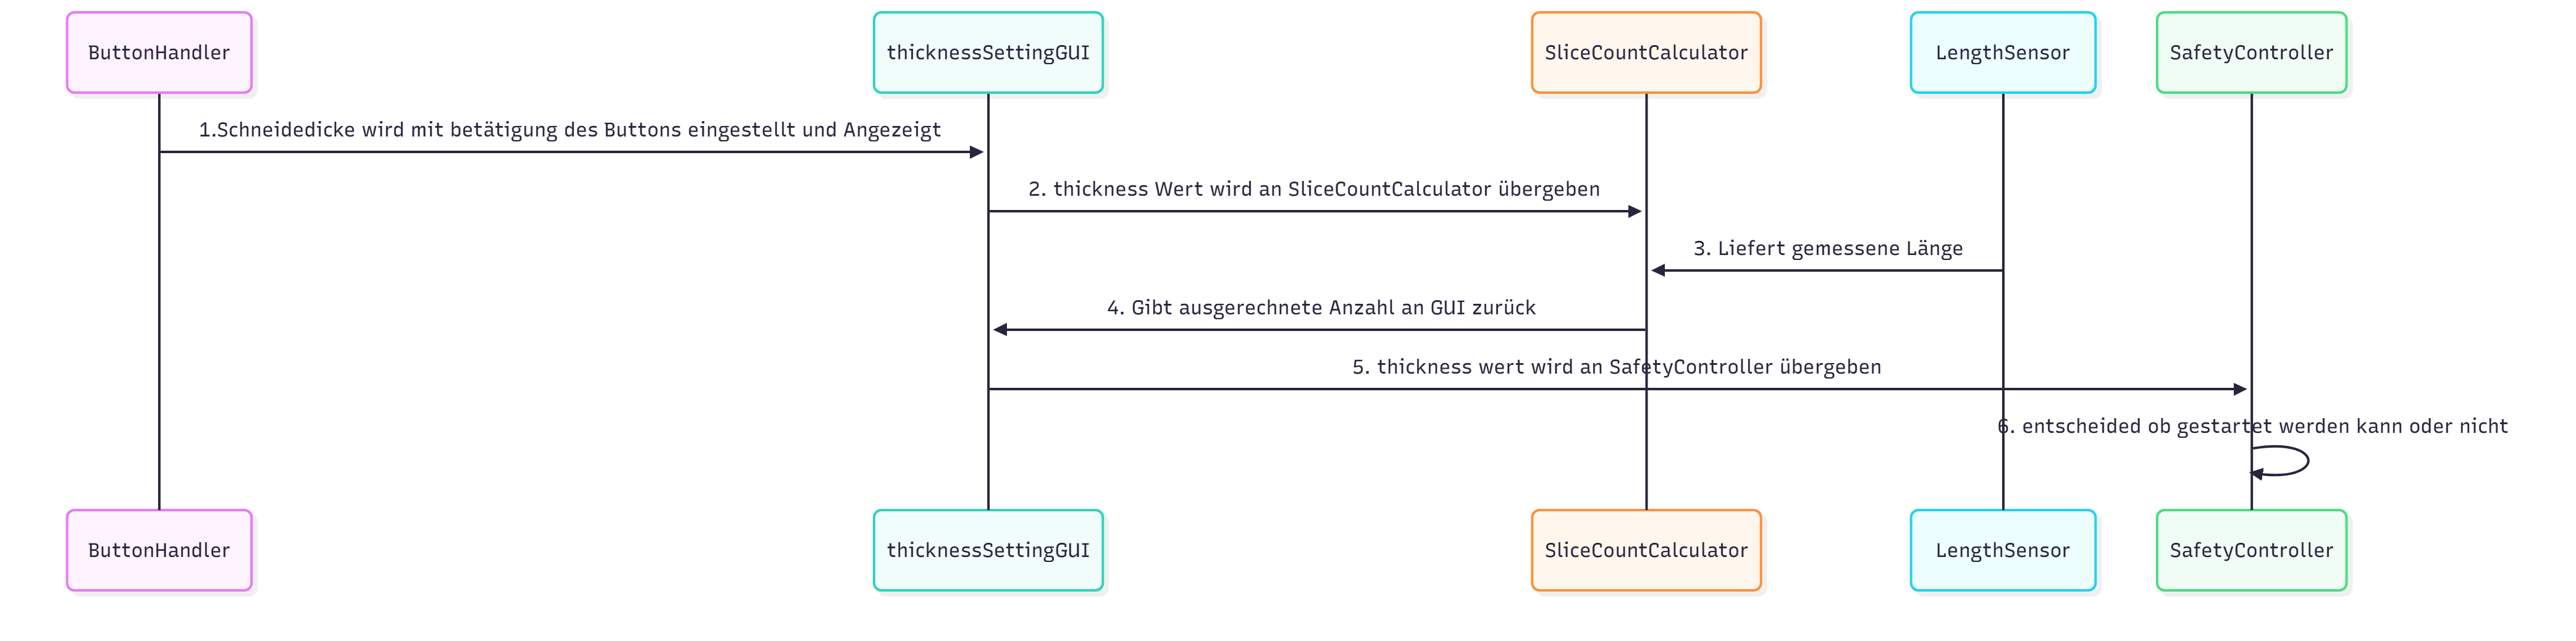 ButtonHandler
thicknessSettingGUI
SliceCountCalculator
LengthSensor
SafetyController
1.Schneidedicke wird mit betätigung des Buttons eingestellt und Angezeigt
2. thickness Wert wird an SliceCountCalculator übergeben
3. Liefert gemessene Länge
4. Gibt ausgerechnete Anzahl an GUI zurück
5. thickness wert wird an SafetyController übergeben
6. entscheided ob gestartet werden kann oder nicht
ButtonHandler
thicknessSettingGUI
SliceCountCalculator
LengthSensor
SafetyController